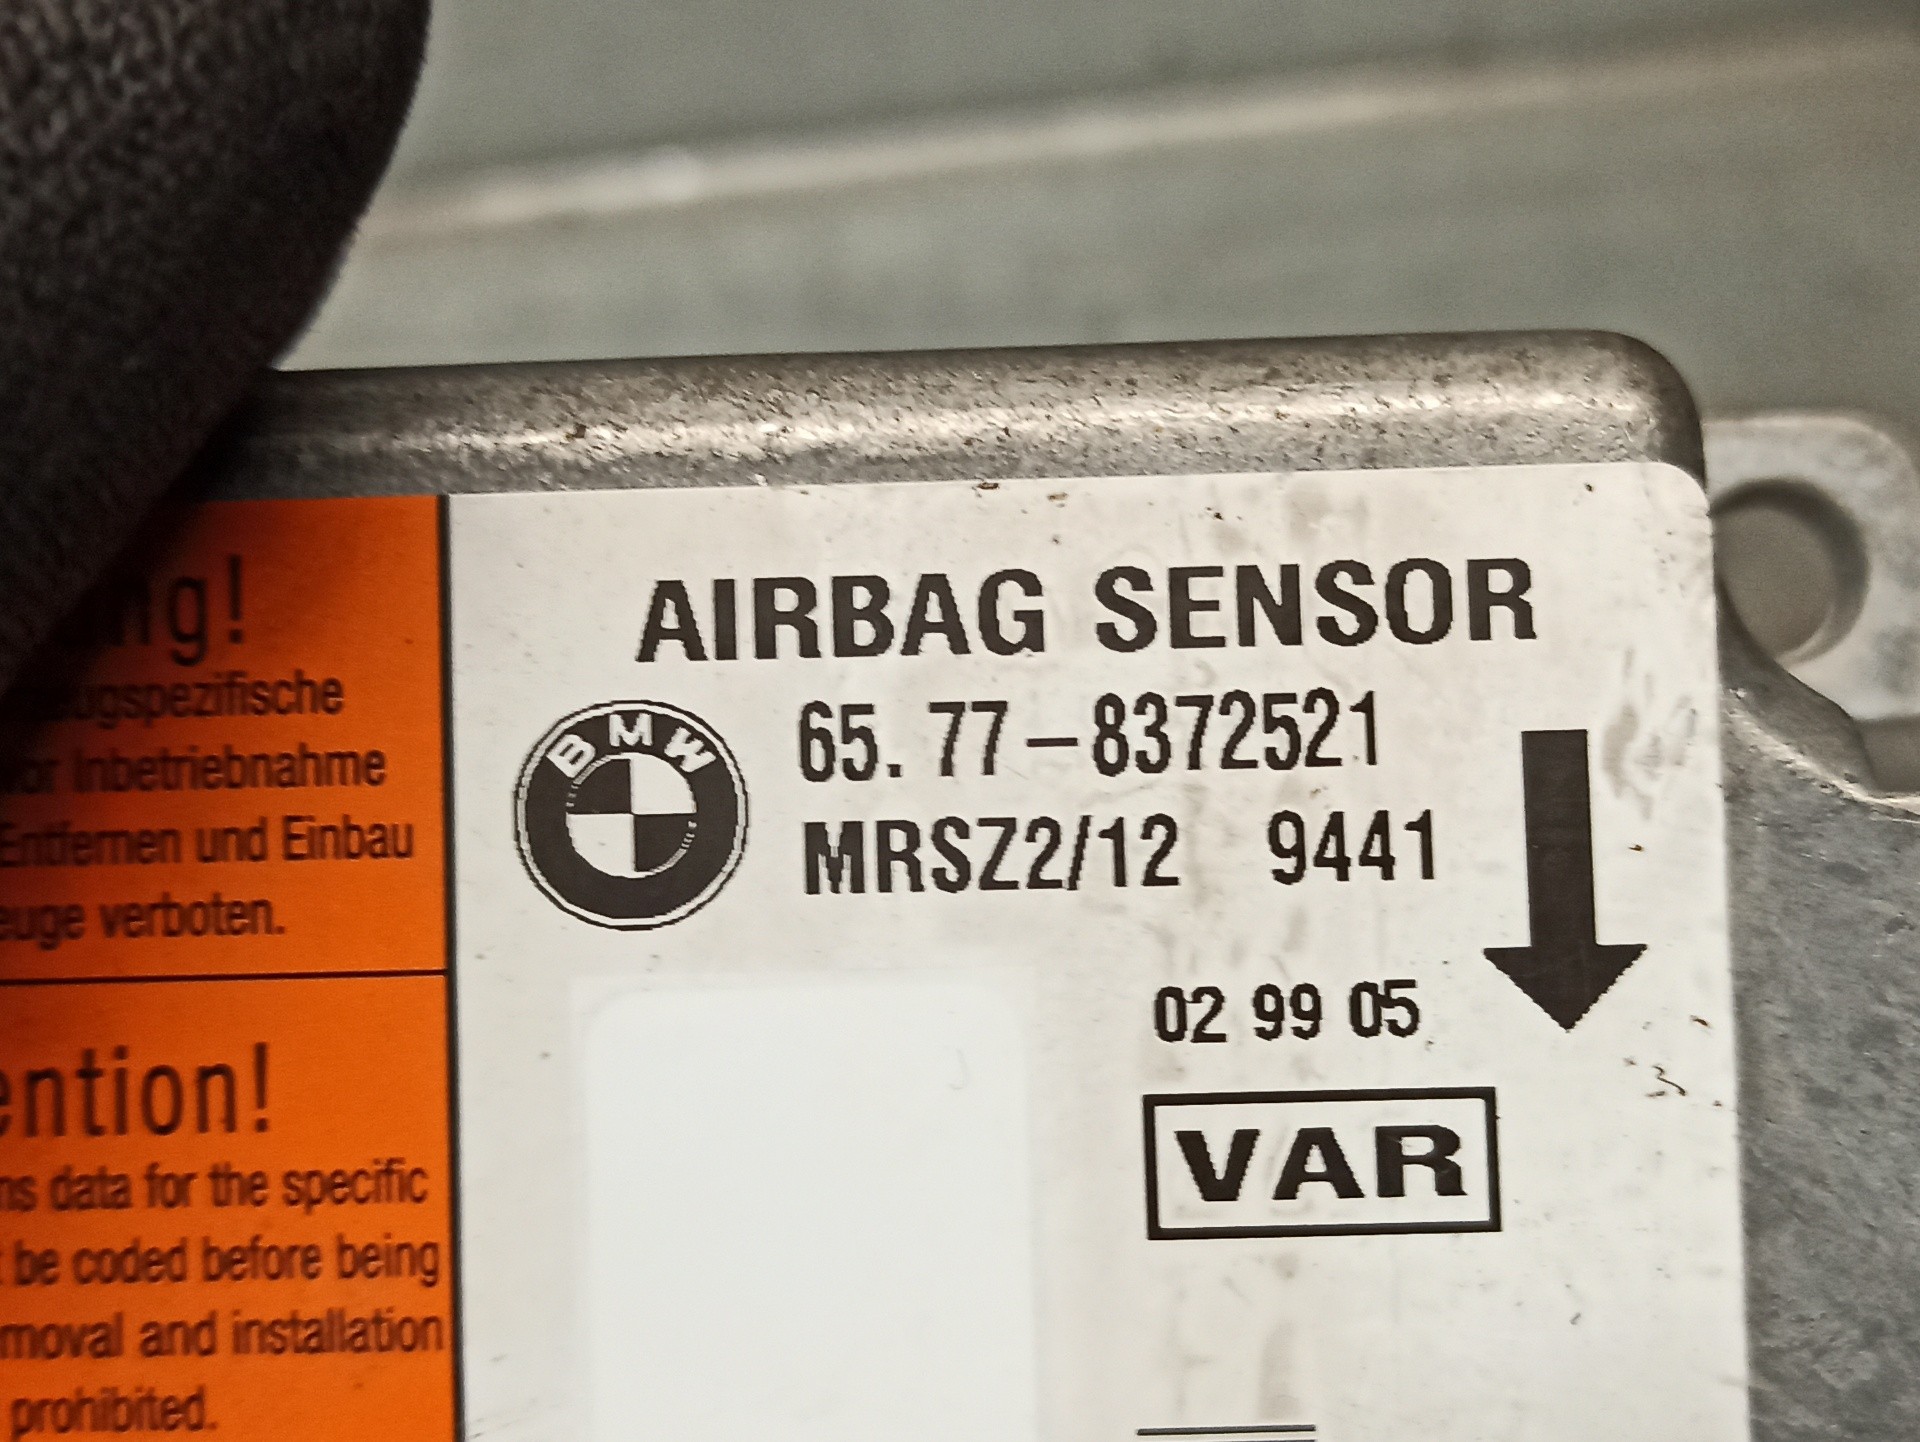 ng!
ugspezifische
or Inbetriebnahme
Entfernen und Einbau
euge verboten.
ention!
ns data for the specific
be coded before being
moval and installation
prohibited.
AIRBAG SENSOR
BMW
65.77-8372521
MRSZ2/12 9441
02 99 05
VAR